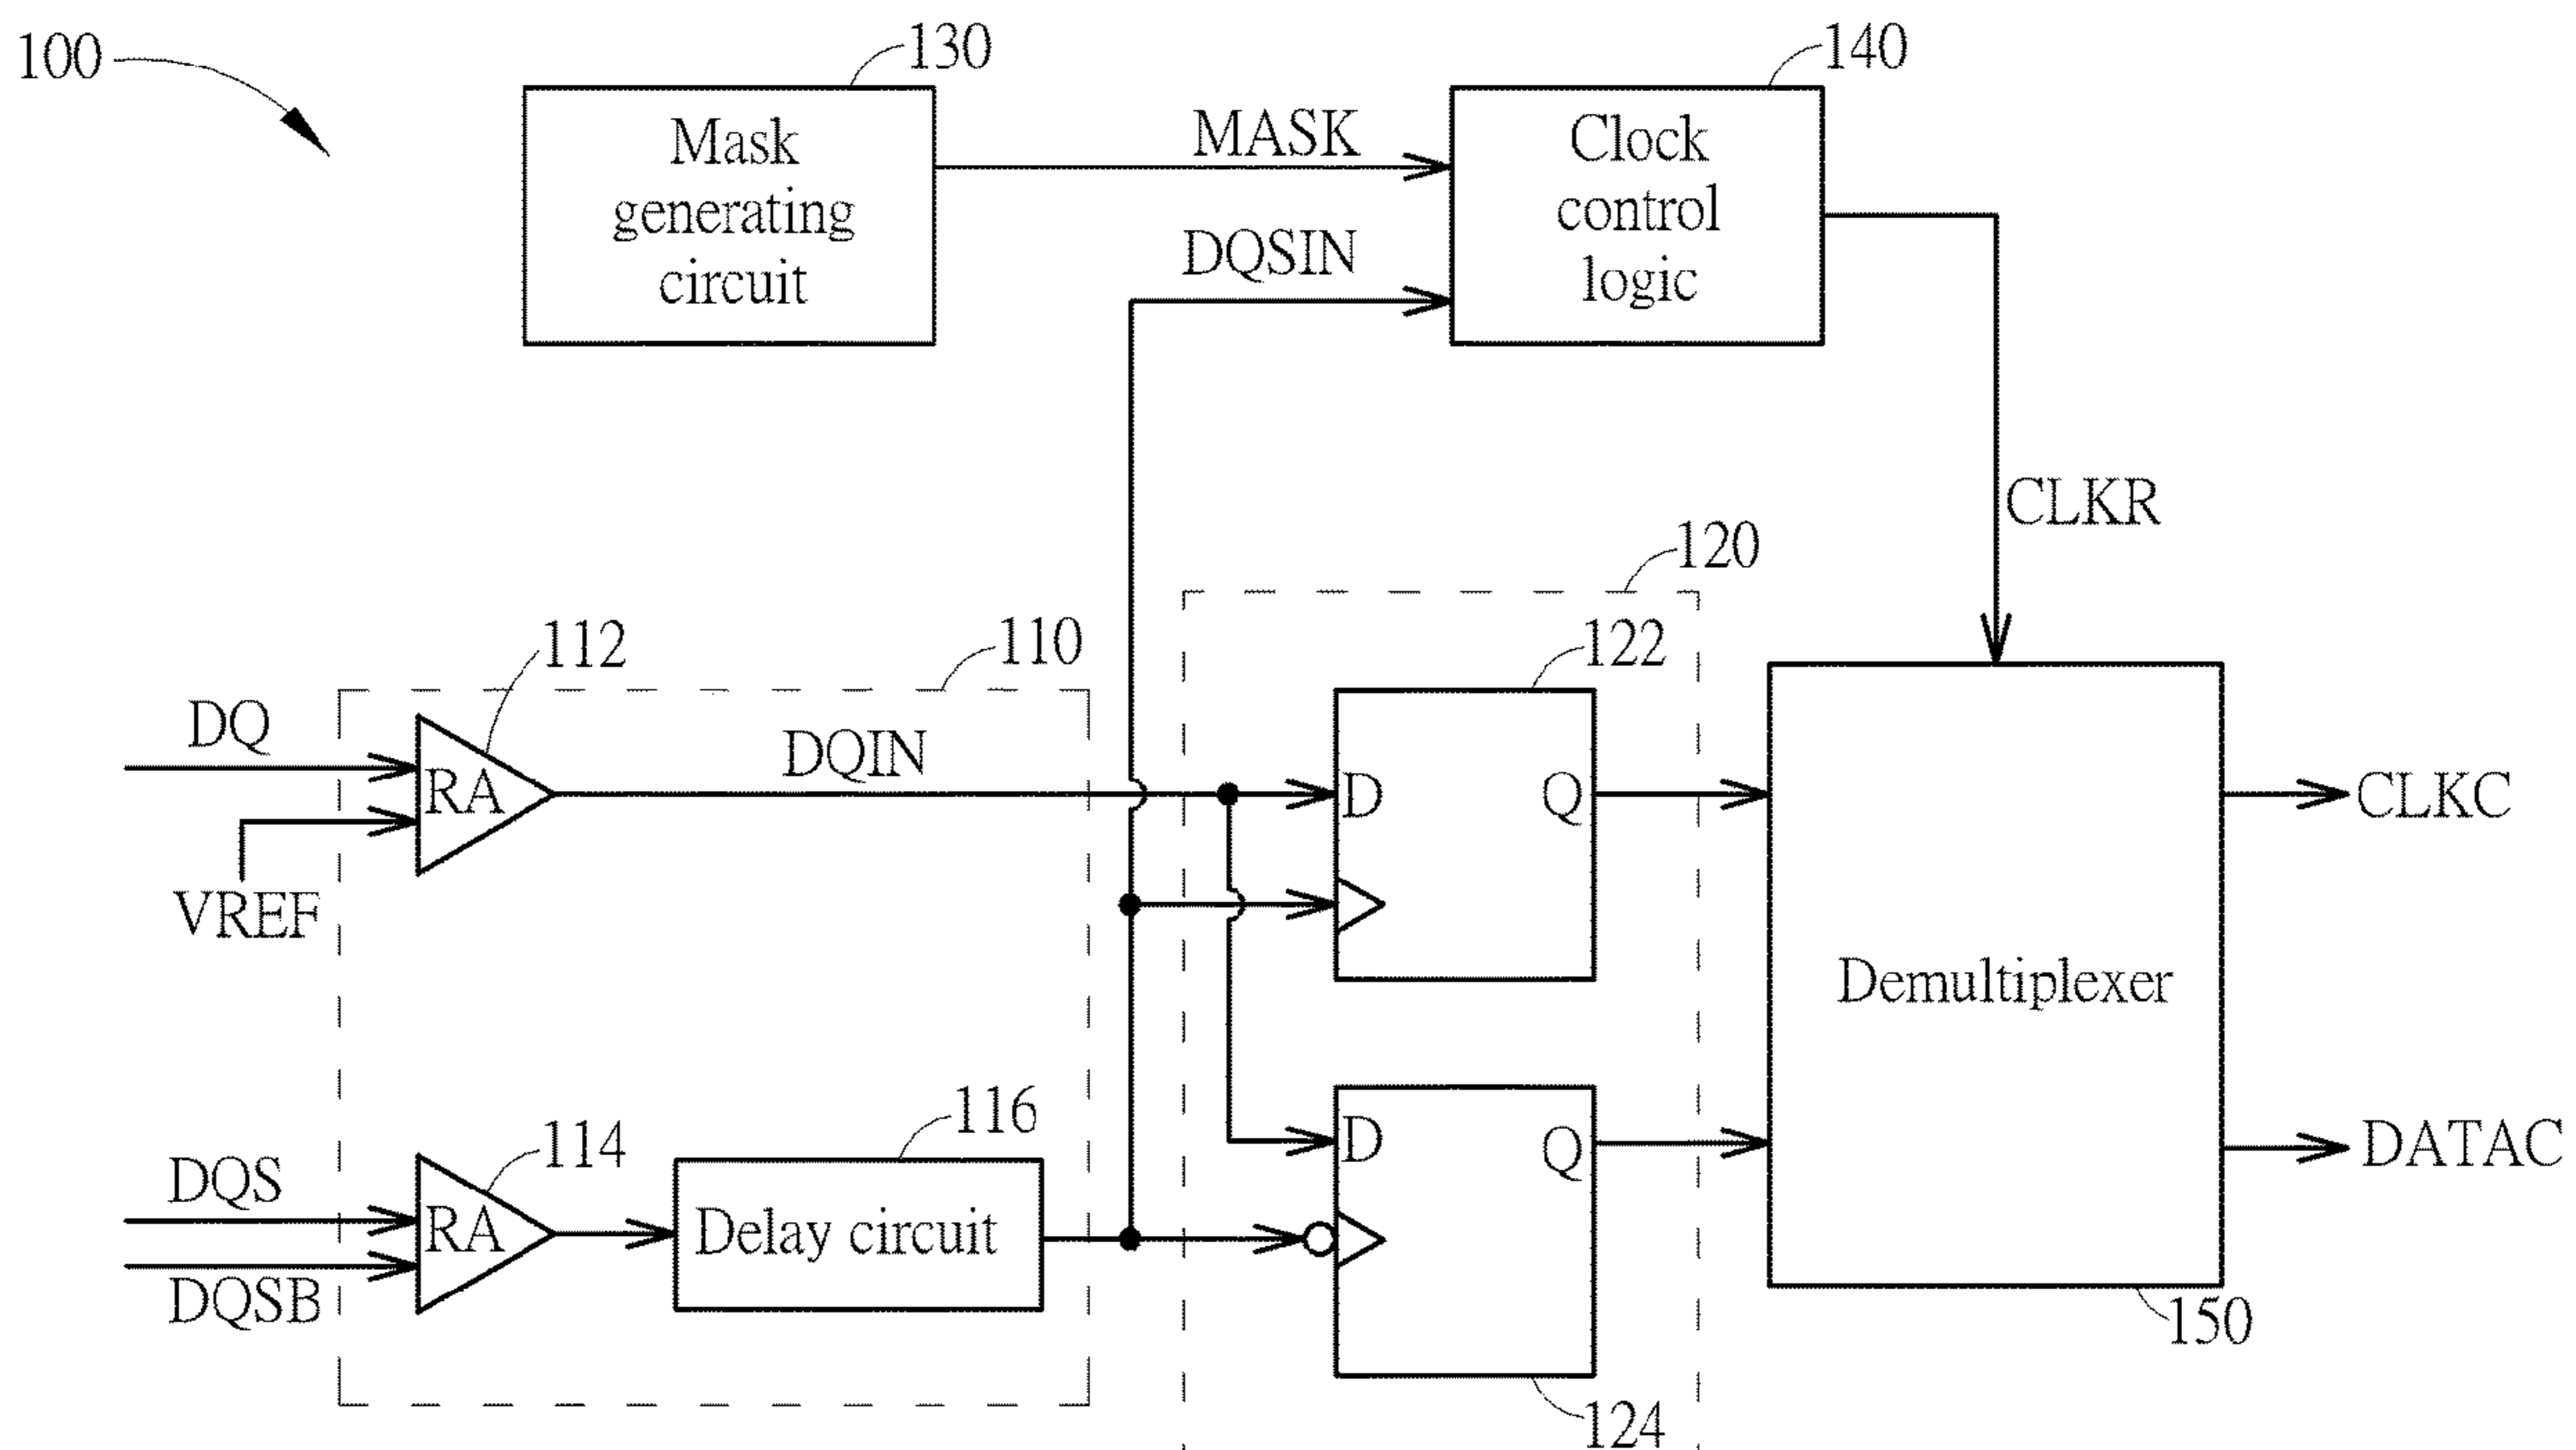 100
130
140
Mask
generating
circuit
MASK
DQSIN
Clock
control
logic
CLKR
120
110
112
122
DQ
VREF
RA
DQIN
D
Q
CLKC
Demultiplexer
DATAC
150
DQS
DQSB
114
RA
116
Delay circuit
D
Q
124